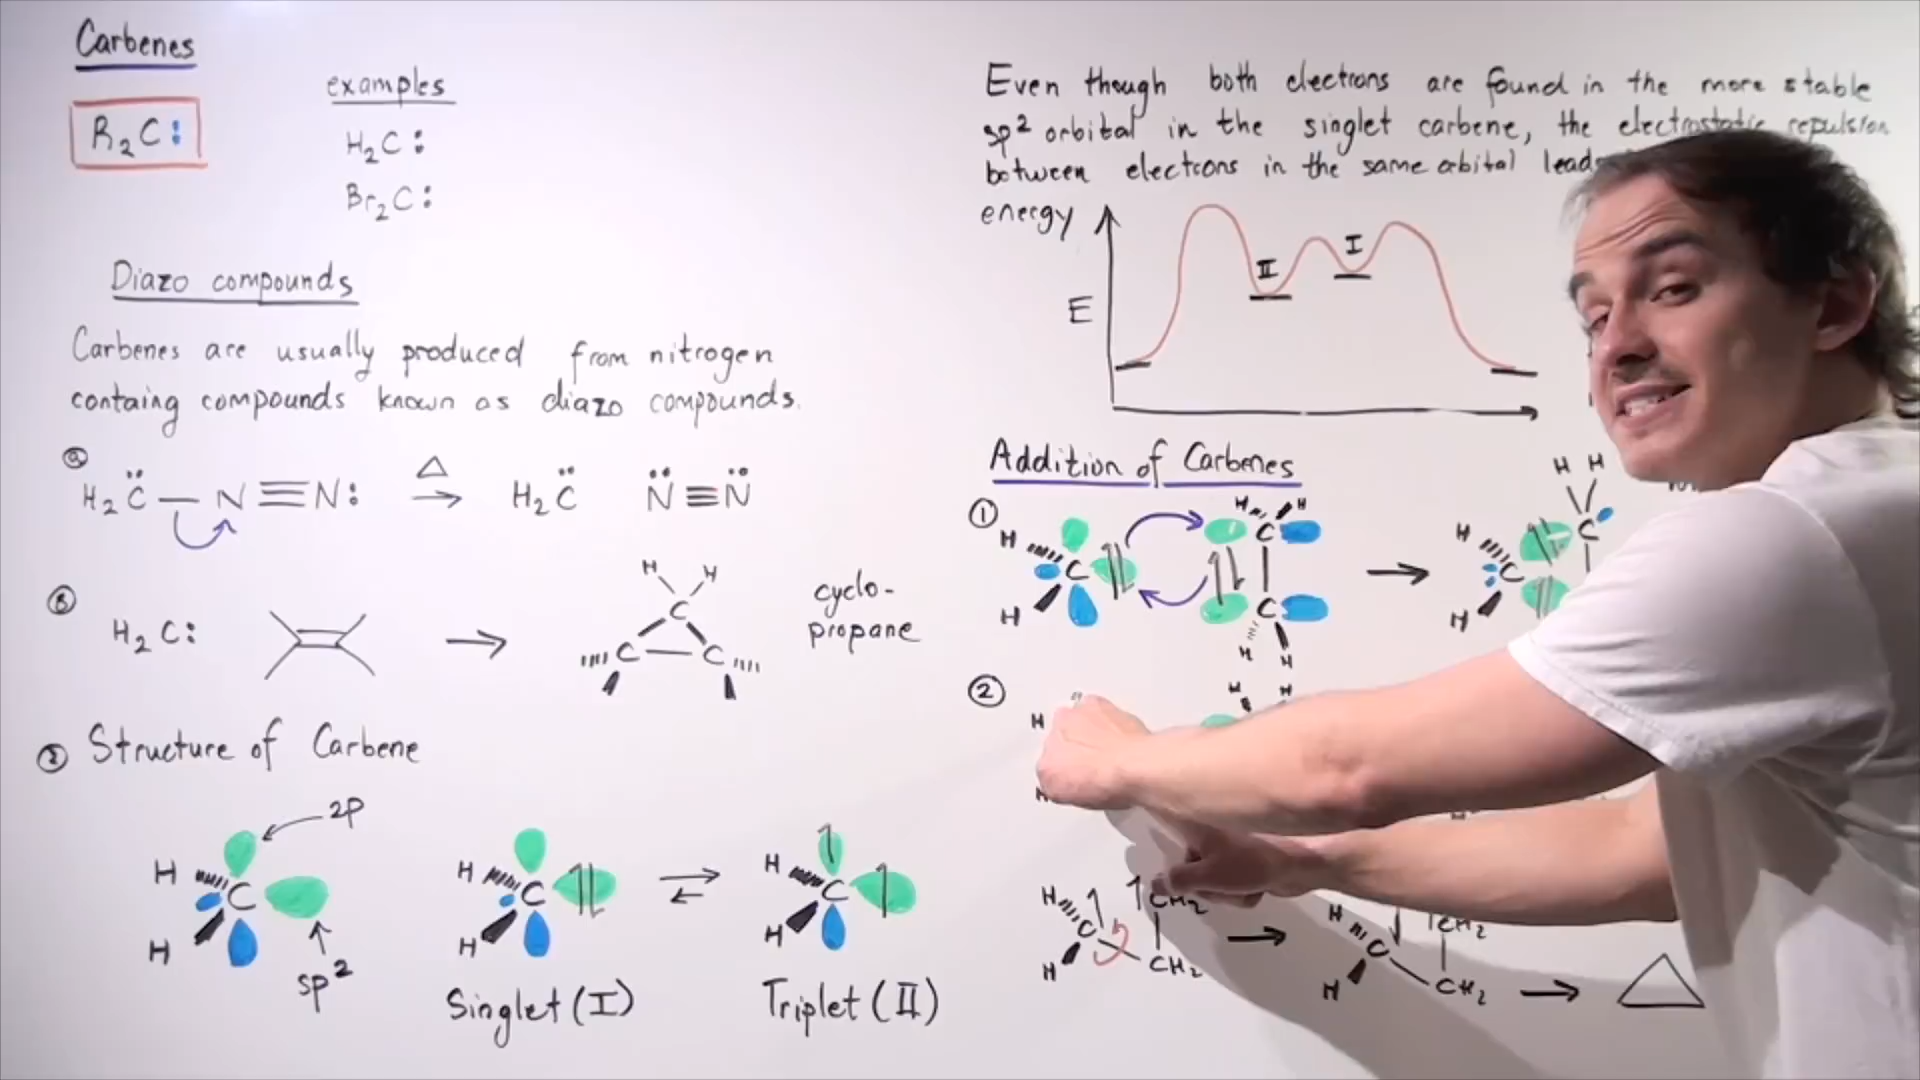 Carbenes
R₂C:
examples
H₂C:
Br₂C:
Diazo compounds
Carbenes are usually produced from nitrogen
containg compounds known as diazo compounds.
Ⓐ
H₂C̈ — N≡N: △→ H₂C̈ N̈≡N̈
Ⓑ
H₂C: →
H H
C
C C
cyclo-
propane
② Structure of Carbene
2p
H C
H
sp²
H C
H
Singlet (I)
H C
H
Triplet (II)
Even though both electrons are found in the more stable
sp² orbital in the singlet carbene, the electrostatic repulsion
between electrons in the same orbital
energy
E
II
I
Addition of Carbenes
①
H C
H
H H
C
C
H H
→
H H
H C C
H
②
H
H H
H C CH₂
H CH₂
→
H C CH₂
H CH₂
→